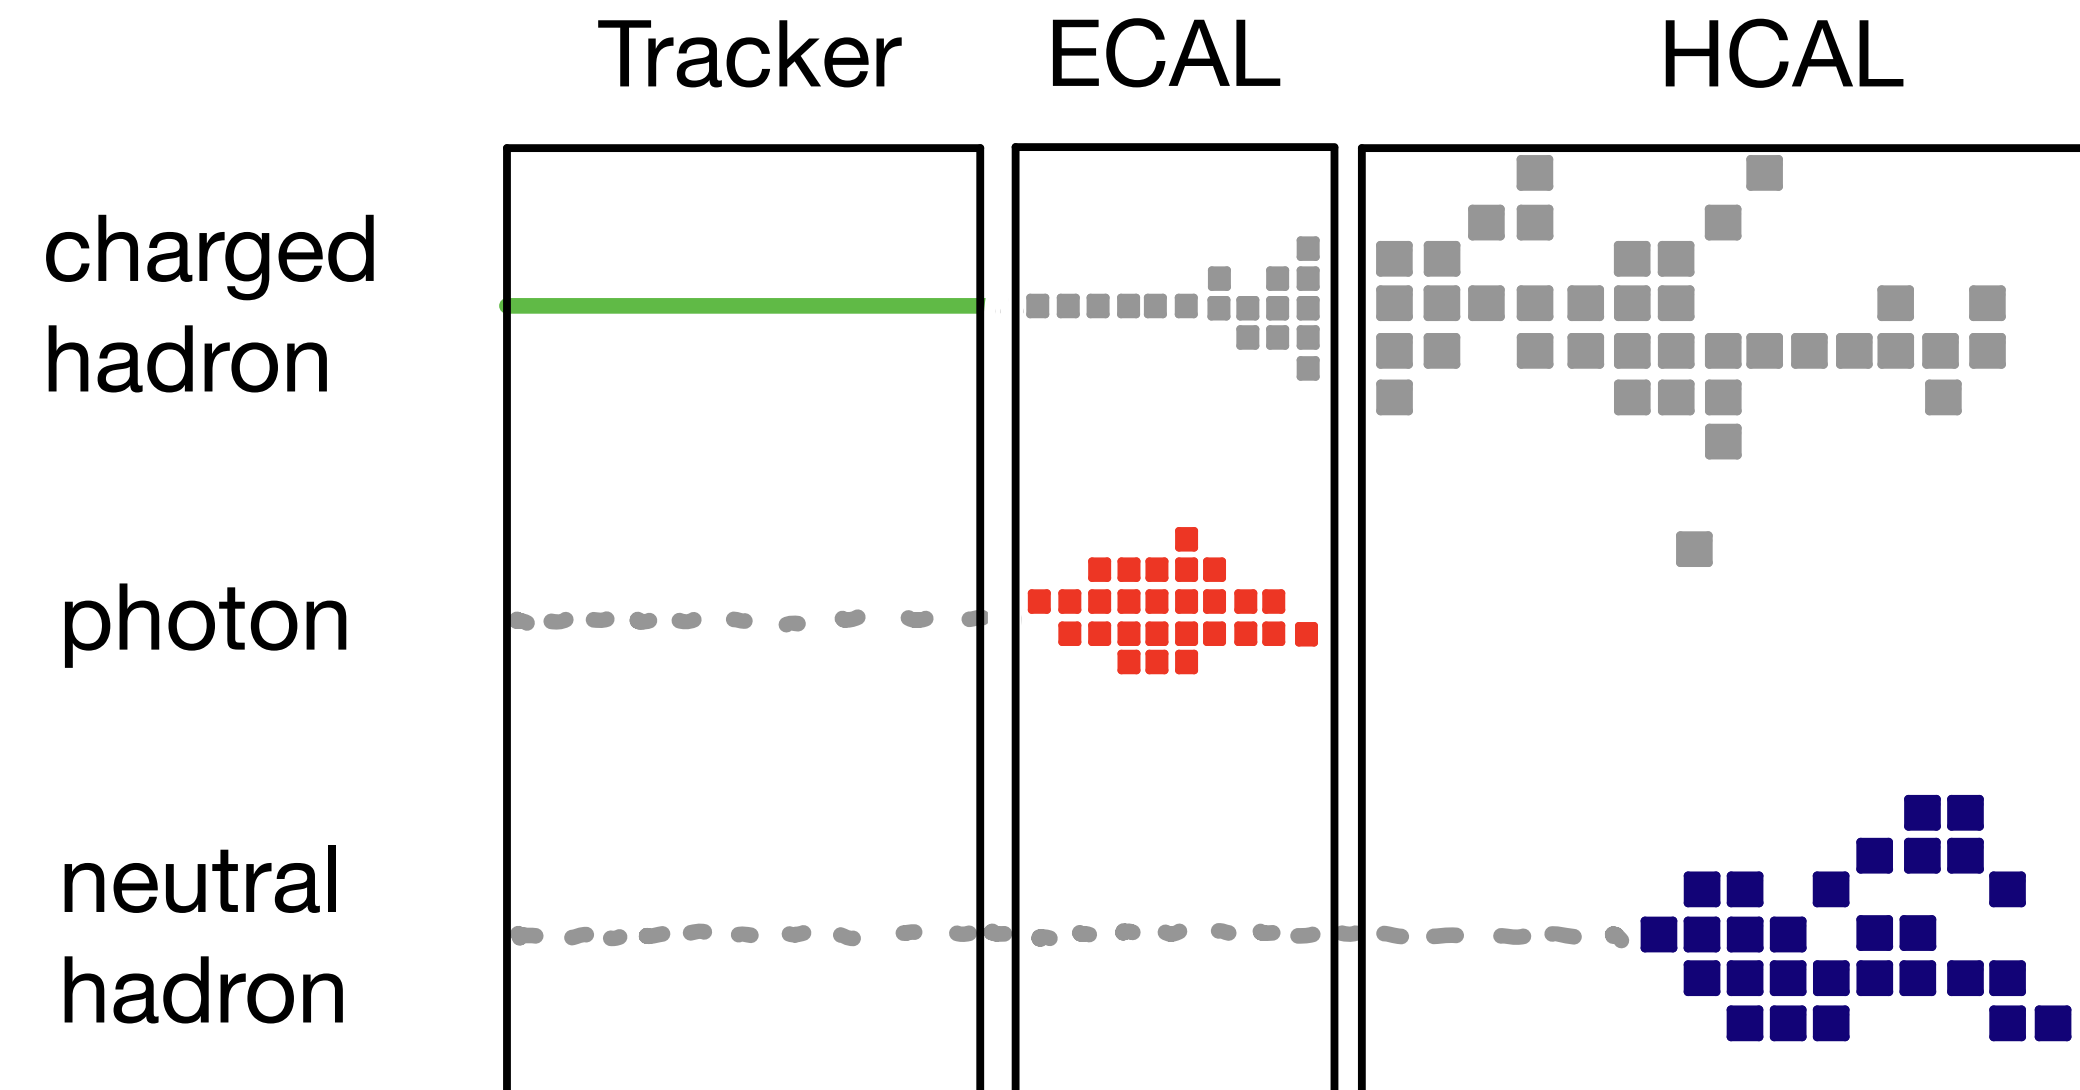 Tracker ECAL HCAL
charged
hadron
photon
neutral
hadron